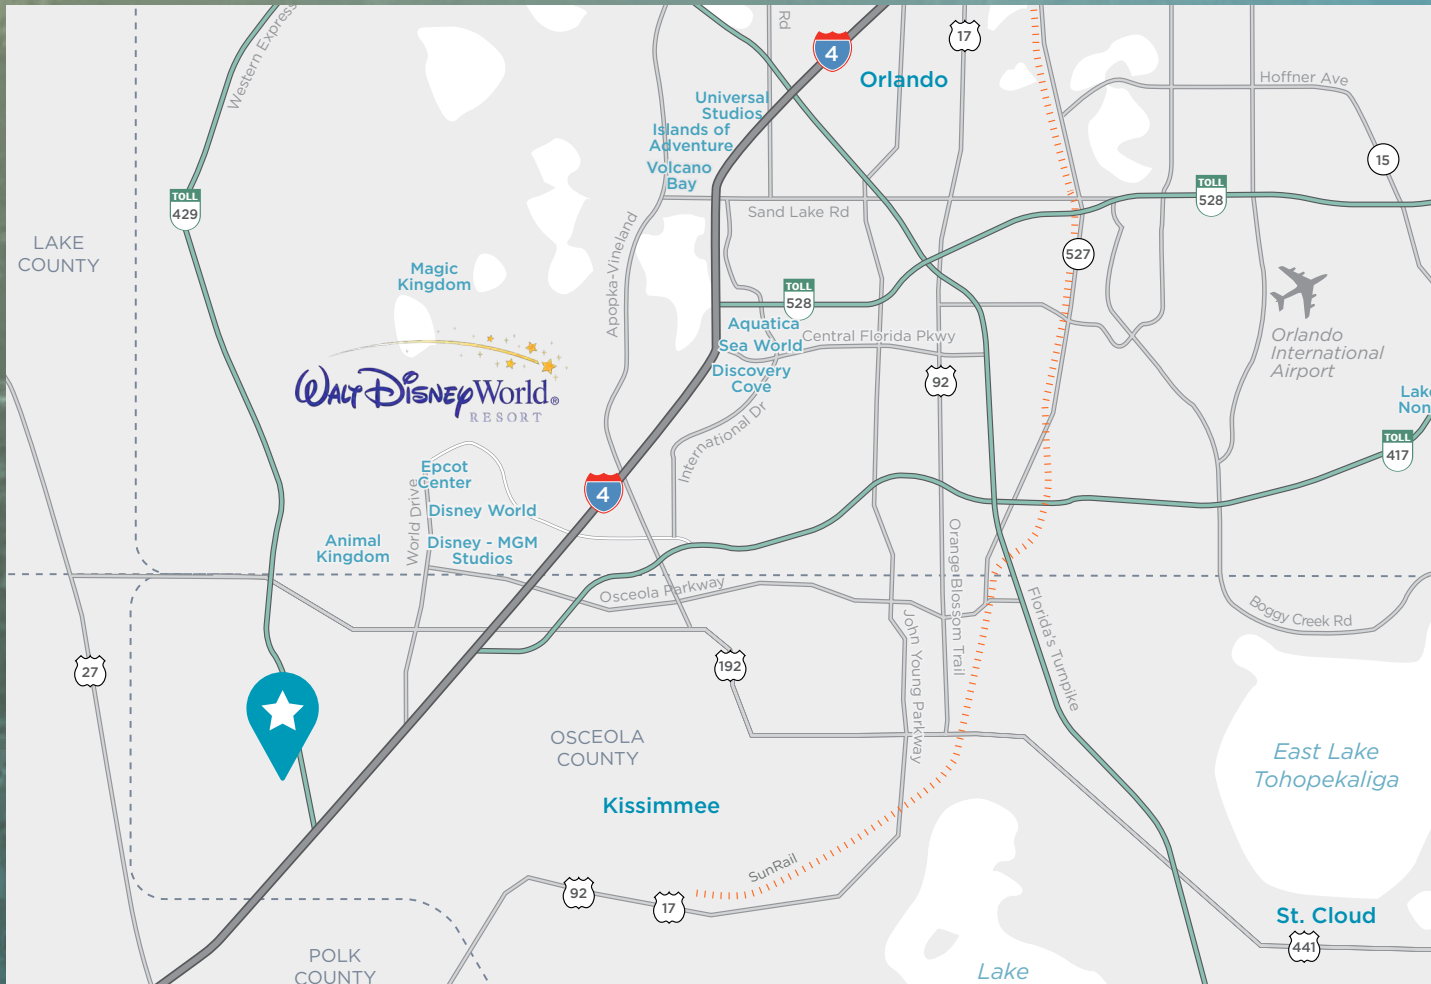 Western Express
Rd
17
4
Orlando
Hoffner Ave
Universal
Studios
Islands of
Adventure
Volcano
Bay
15
TOLL
429
TOLL
528
Sand Lake Rd
LAKE
COUNTY
Apopka-Vineland
527
Magic
Kingdom
TOLL
528
Aquatica
Sea World
Central Florida Pkwy
Discovery
Cove
Orlando
International
Airport
WALT DISNEY World®
RESORT
92
Lake
International Dr
TOLL
417
Epcot
Center
4
World Drive
Disney World
Animal
Kingdom
Disney - MGM
Studios
Orange Blossom Trail
Osceola Parkway
John Young Parkway
Florida's Turnpike
Boggy Creek Rd
27
192
OSCEOLA
COUNTY
East Lake
Tohopekaliga
Kissimmee
SunRail
92
17
St. Cloud
441
POLK
COUNTY
Lake